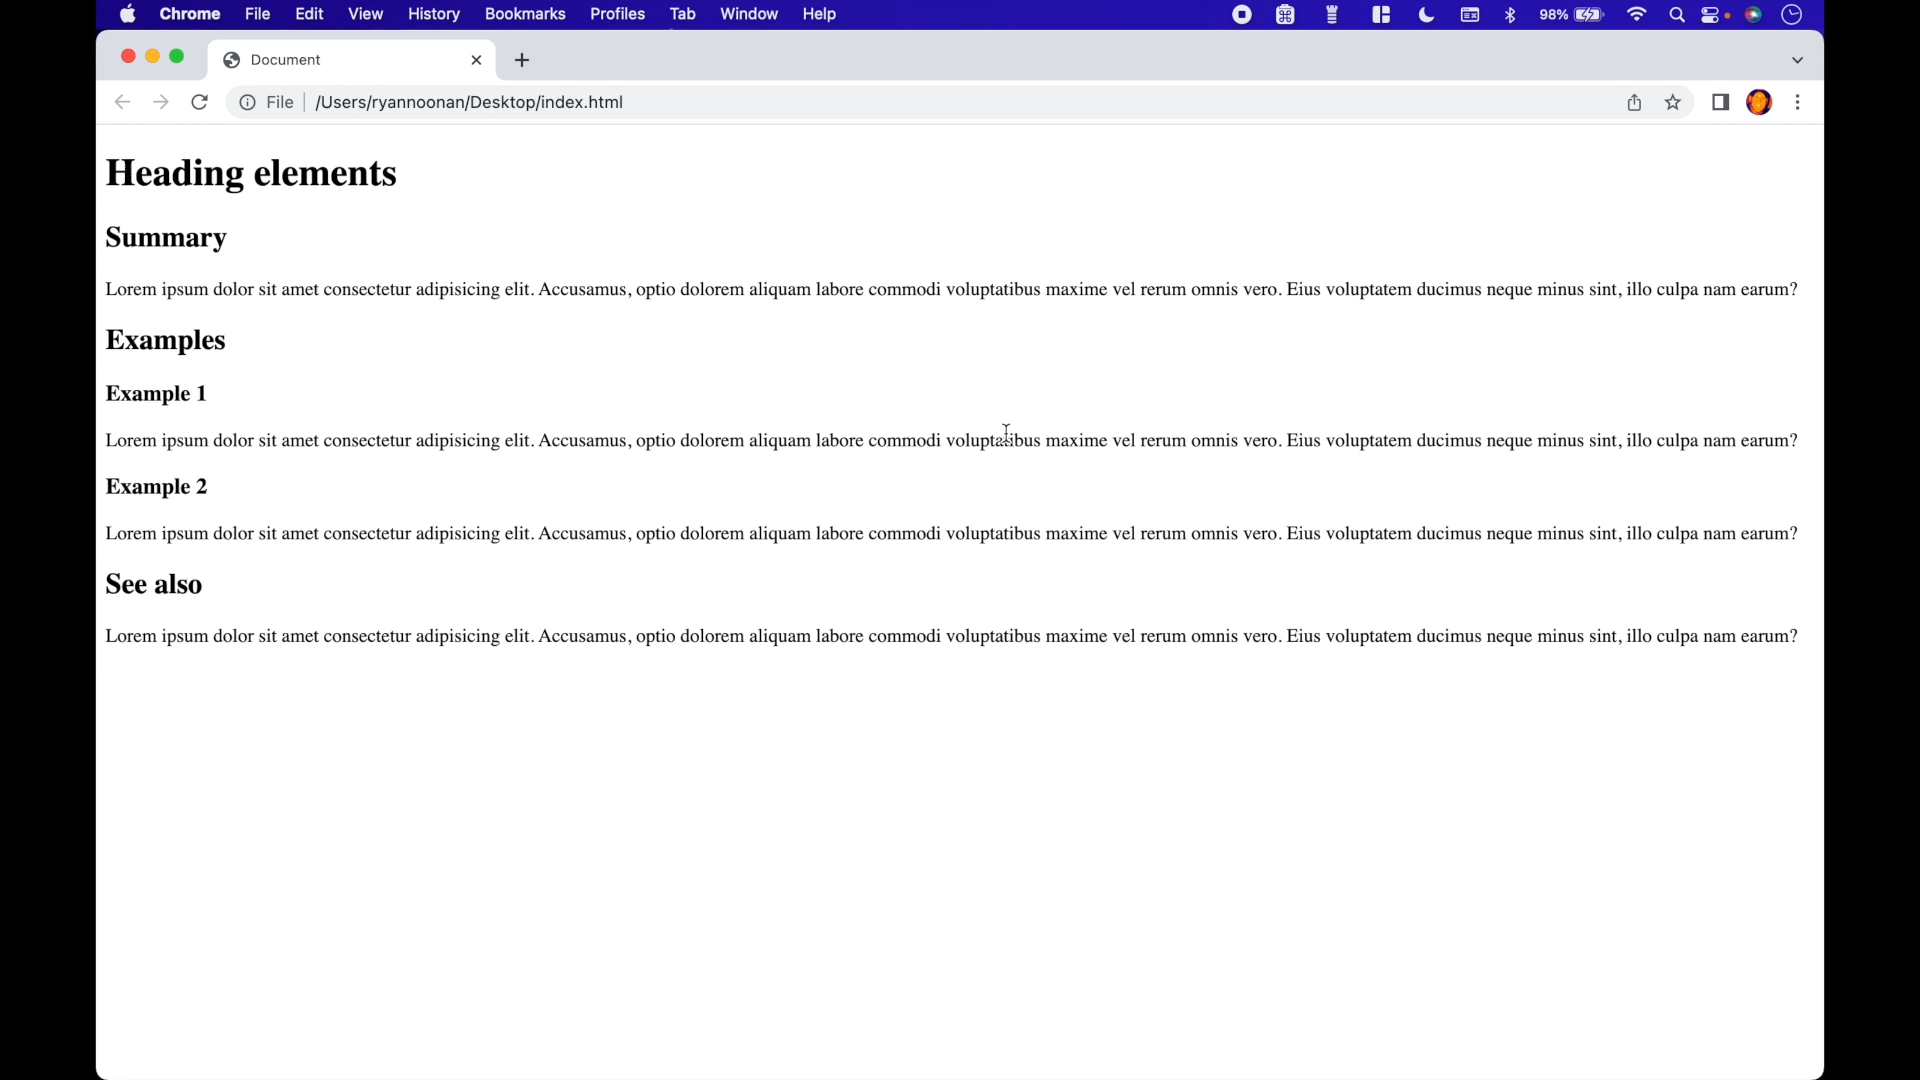 Chrome File Edit View History Bookmarks Profiles Tab Window Help 98%
Document
File /Users/ryannoonan/Desktop/index.html
Heading elements
Summary
Lorem ipsum dolor sit amet consectetur adipisicing elit. Accusamus, optio dolorem aliquam labore commodi voluptatibus maxime vel rerum omnis vero. Eius voluptatem ducimus neque minus sint, illo culpa nam earum?
Examples
Example 1
Lorem ipsum dolor sit amet consectetur adipisicing elit. Accusamus, optio dolorem aliquam labore commodi voluptatibus maxime vel rerum omnis vero. Eius voluptatem ducimus neque minus sint, illo culpa nam earum?
Example 2
Lorem ipsum dolor sit amet consectetur adipisicing elit. Accusamus, optio dolorem aliquam labore commodi voluptatibus maxime vel rerum omnis vero. Eius voluptatem ducimus neque minus sint, illo culpa nam earum?
See also
Lorem ipsum dolor sit amet consectetur adipisicing elit. Accusamus, optio dolorem aliquam labore commodi voluptatibus maxime vel rerum omnis vero. Eius voluptatem ducimus neque minus sint, illo culpa nam earum?